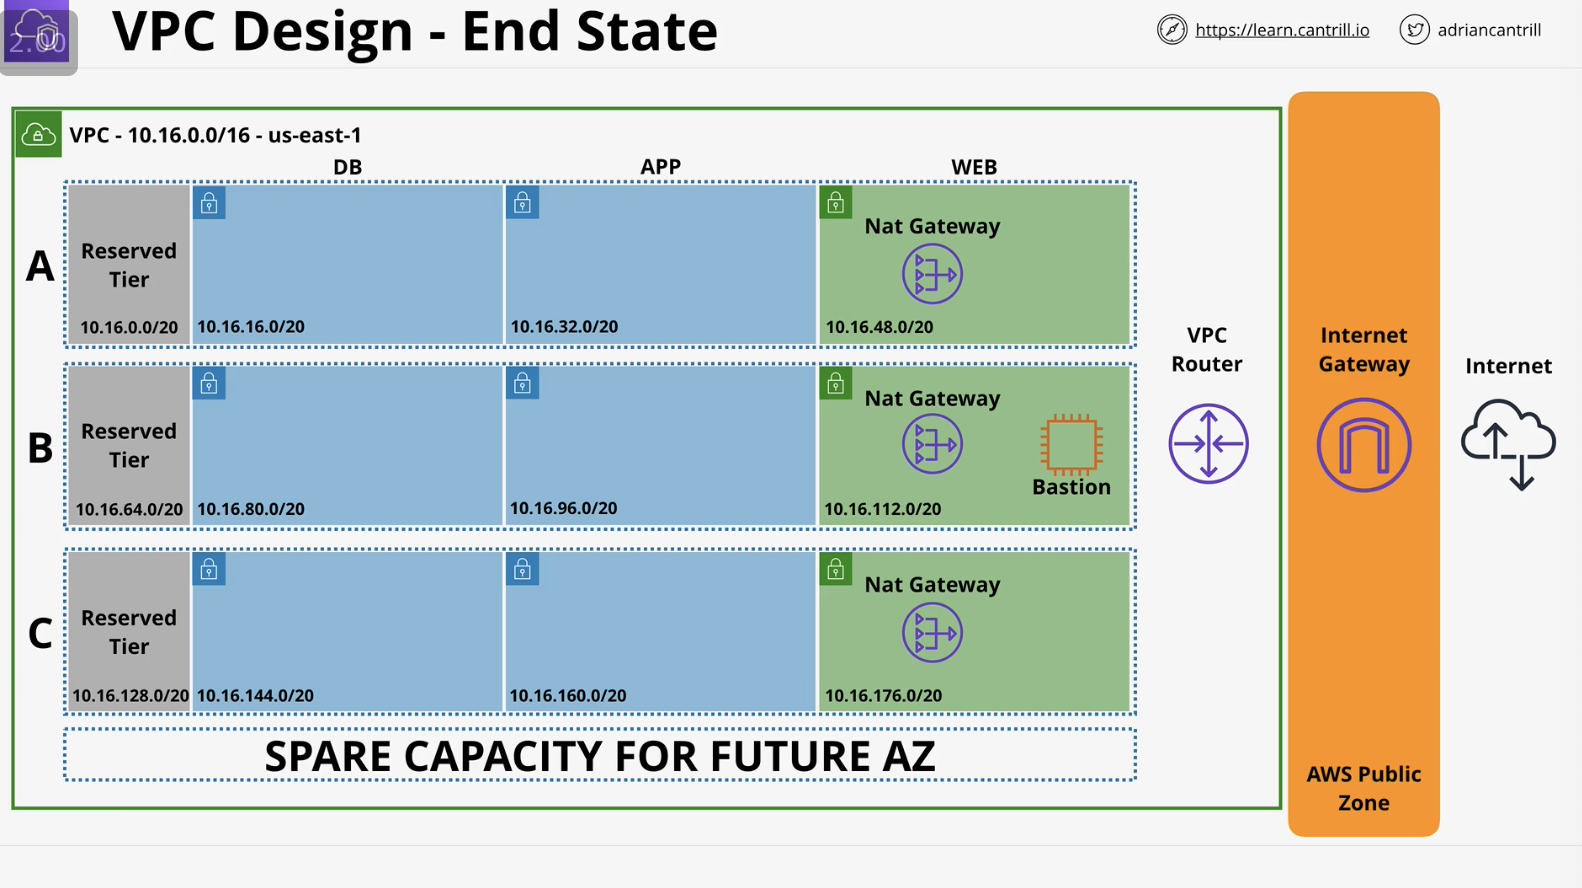 2.00
VPC Design - End State
https://learn.cantrill.io
adriancantrill
VPC - 10.16.0.0/16 - us-east-1
DB
APP
WEB
A
Reserved
Tier
10.16.0.0/20
10.16.16.0/20
10.16.32.0/20
Nat Gateway
10.16.48.0/20
B
Reserved
Tier
10.16.64.0/20
10.16.80.0/20
10.16.96.0/20
Nat Gateway
Bastion
10.16.112.0/20
C
Reserved
Tier
10.16.128.0/20
10.16.144.0/20
10.16.160.0/20
Nat Gateway
10.16.176.0/20
SPARE CAPACITY FOR FUTURE AZ
VPC
Router
Internet
Gateway
AWS Public
Zone
Internet